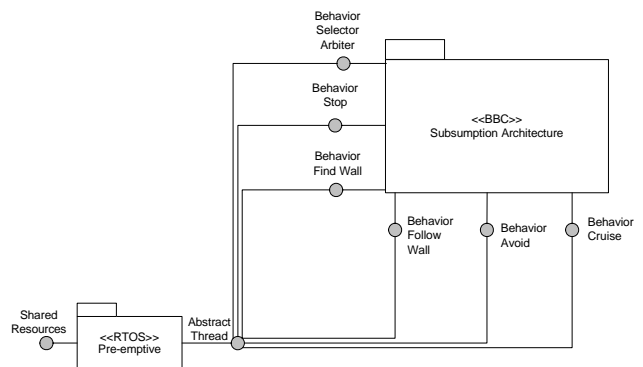 Behavior
Selector
Arbiter
Behavior
Stop
<<BBC>>
Subsumption Architecture
Behavior
Find Wall
Behavior
Follow
Wall
Behavior
Avoid
Behavior
Cruise
Shared
Resources
<<RTOS>>
Pre-emptive
Abstract
Thread